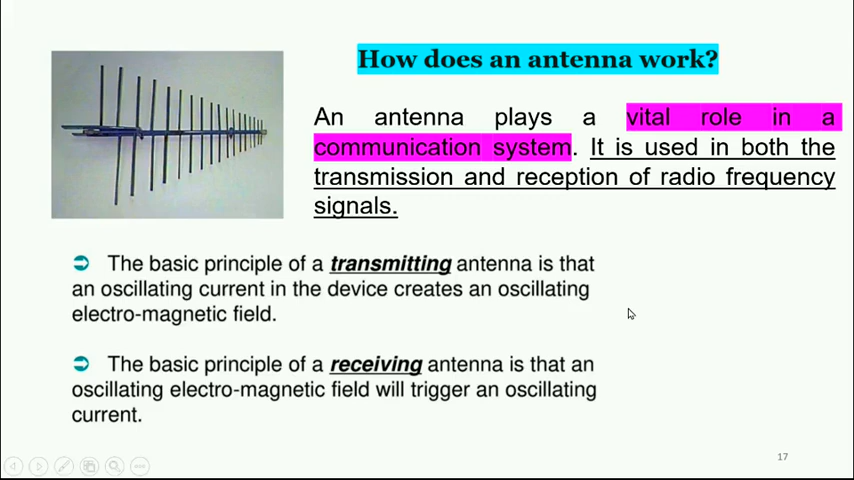 How does an antenna work?
An antenna plays a vital role in a
communication system. It is used in both the
transmission and reception of radio frequency
signals.
The basic principle of a transmitting antenna is that
an oscillating current in the device creates an oscillating
electro-magnetic field.
The basic principle of a receiving antenna is that an
oscillating electro-magnetic field will trigger an oscillating
current.
17